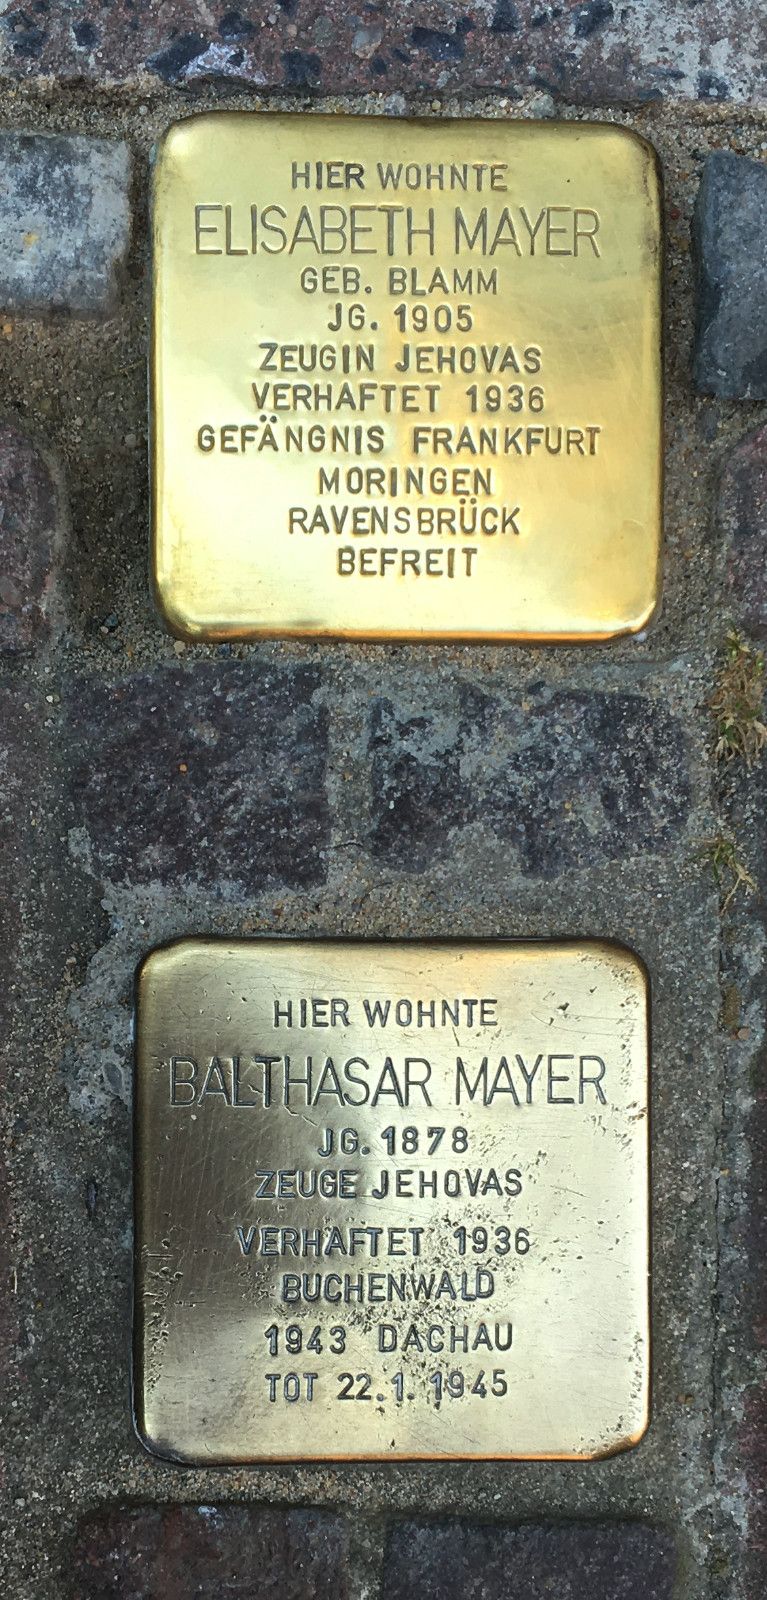 HIER WOHNTE
ELISABETH MAYER
GEB. BLAMM
JG. 1905
ZEUGIN JEHOVAS
VERHAFTET 1936
GEFÄNGNIS FRANKFURT
MORINGEN
RAVENSBRÜCK
BEFREIT
HIER WOHNTE
BALTHASAR MAYER
JG. 1878
ZEUGE JEHOVAS
VERHAFTET 1936
BUCHENWALD
1943 DACHAU
TOT 22.1.1945